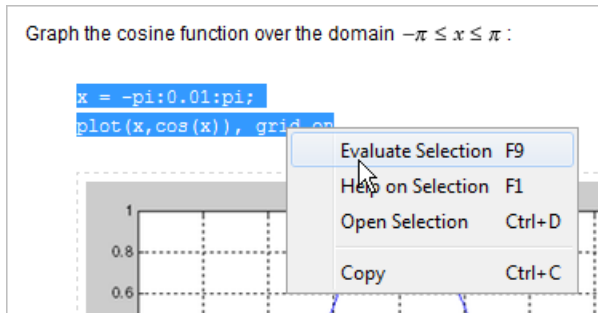 Graph the cosine function over the domain −π ≤ x ≤ π :
x = -pi:0.01:pi;
plot(x,cos(x)), grid on
Evaluate Selection F9
Help on Selection F1
Open Selection Ctrl+D
Copy Ctrl+C
1
0.8
0.6